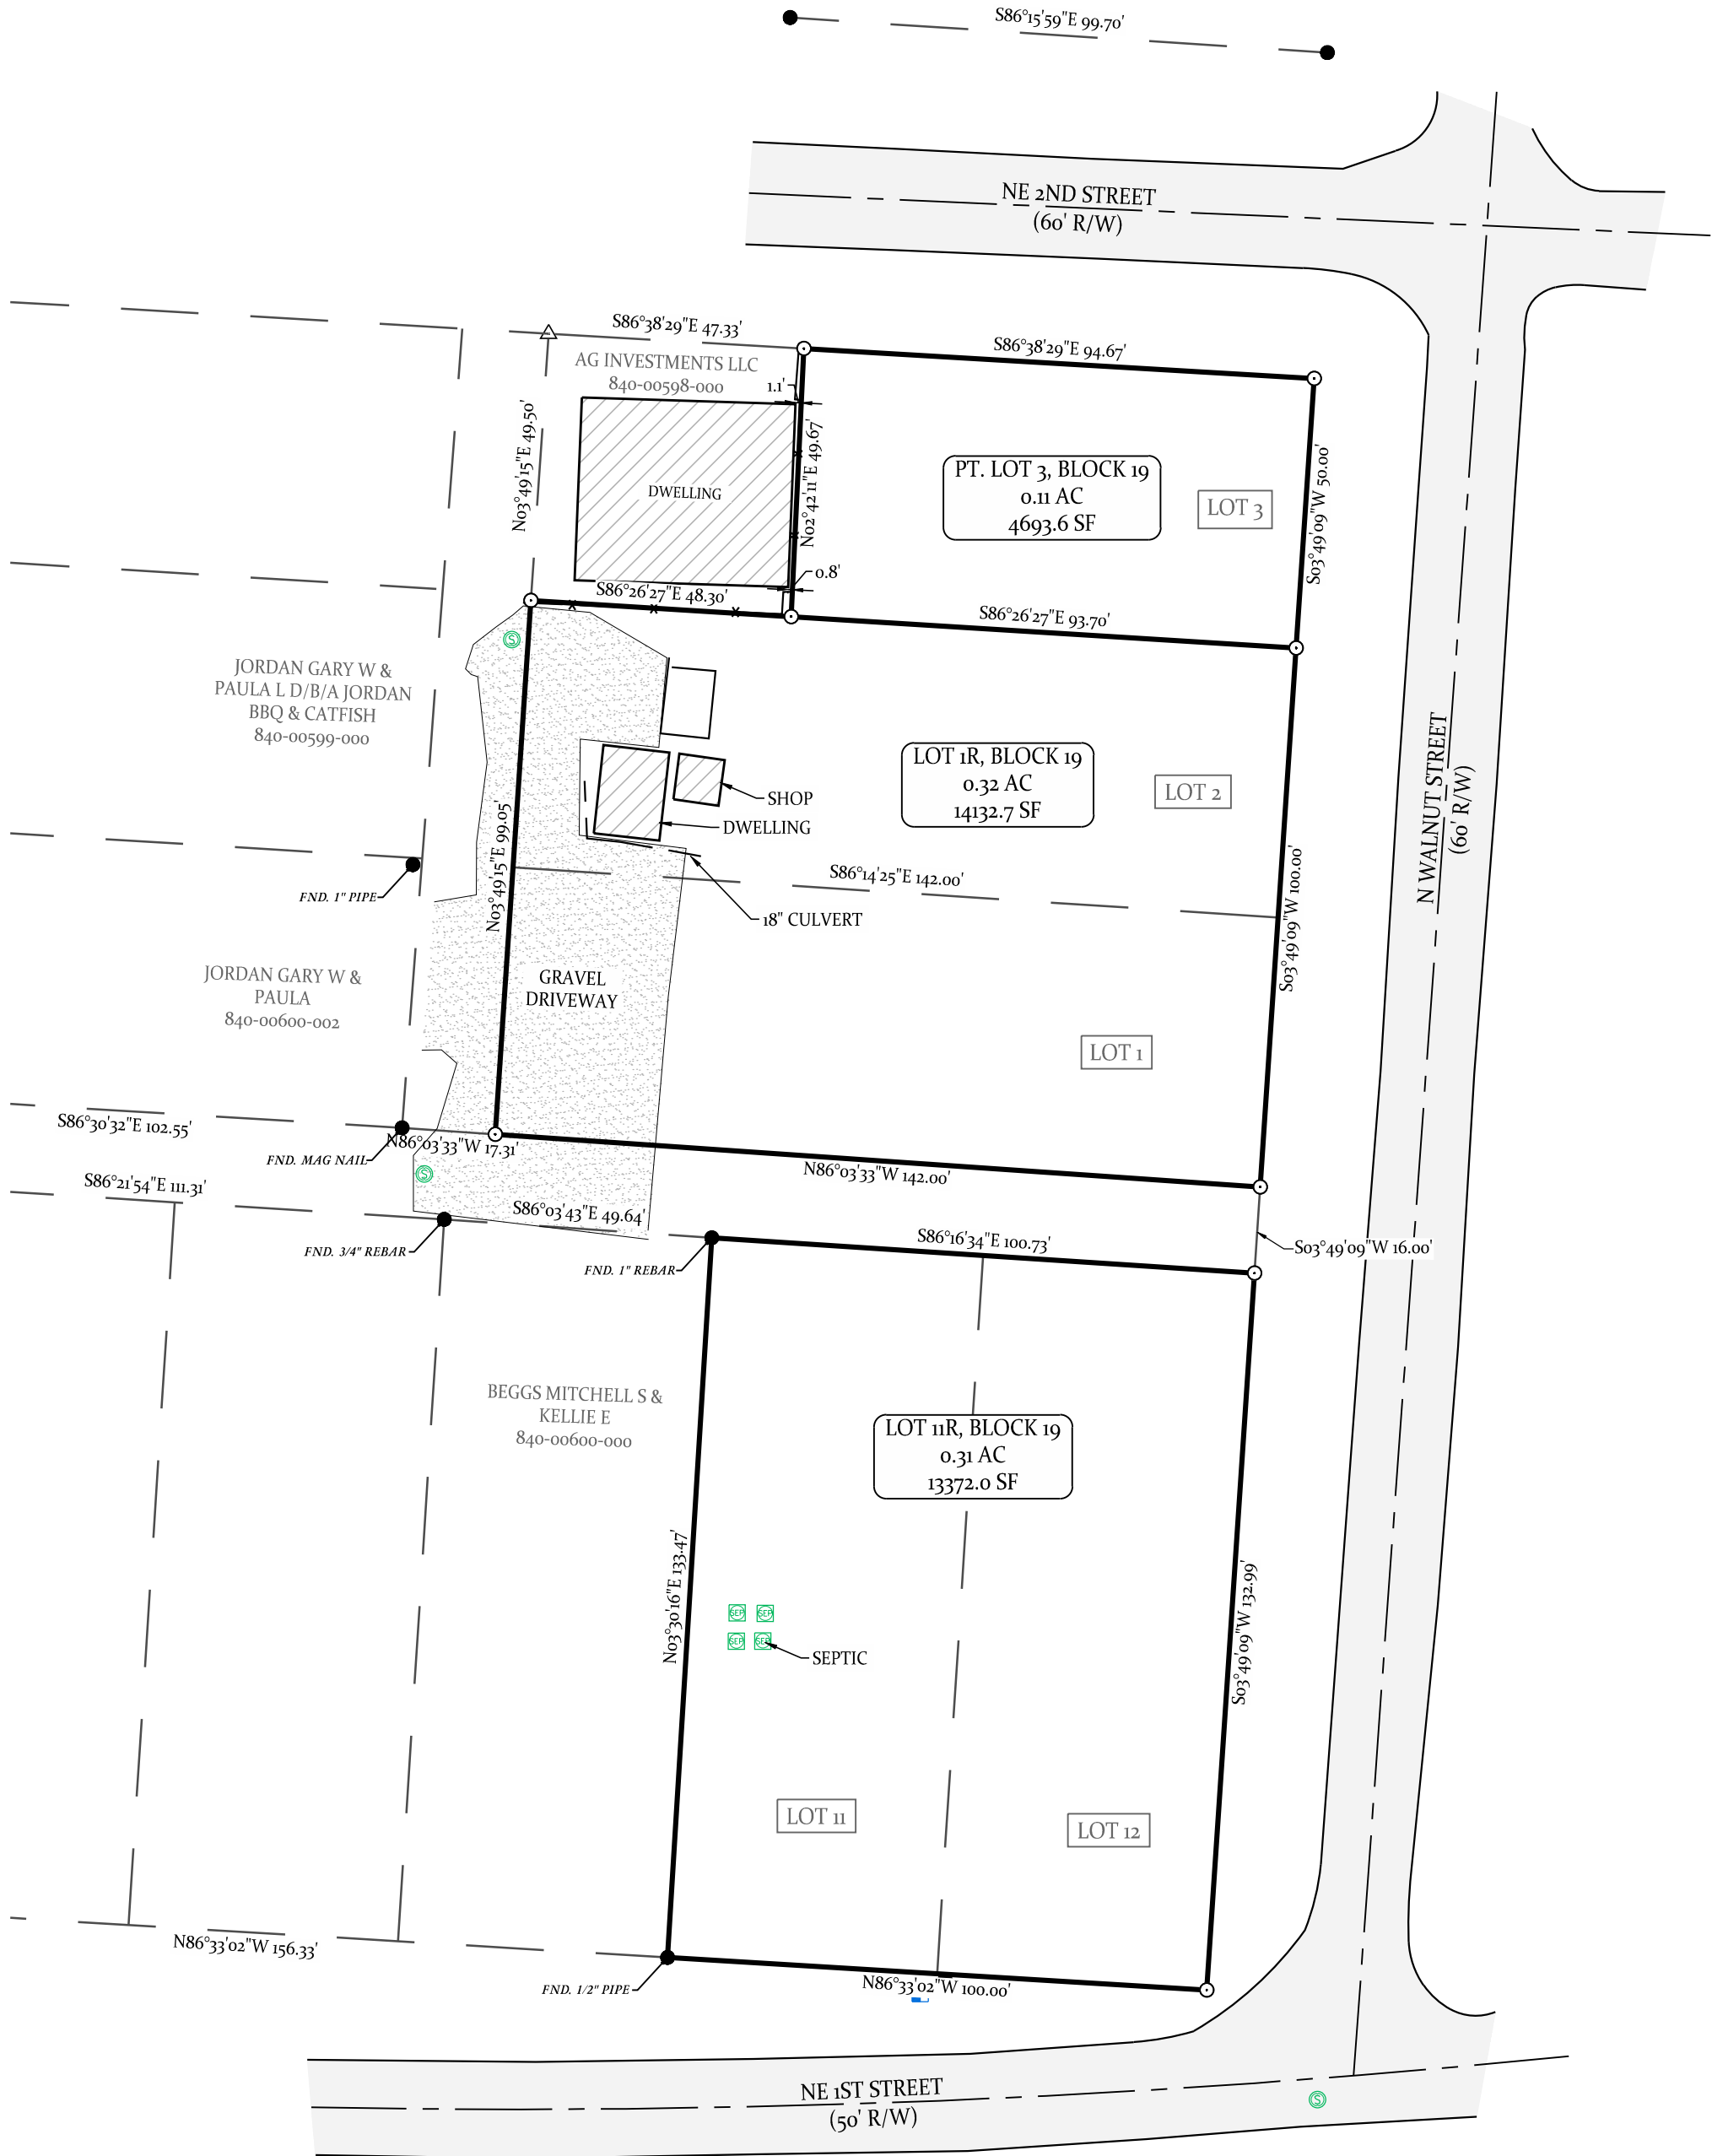 S86°15'59"E 99.70'
NE 2ND STREET
(60' R/W)
S86°38'29"E 47.33'
S86°38'29"E 94.67'
AG INVESTMENTS LLC
840-00598-000
1.1'
N03°49'15"E 49.50'
DWELLING
N02°42'11"E 49.67'
PT. LOT 3, BLOCK 19
0.11 AC
4693.6 SF
LOT 3
S03°49'09"W 50.00'
0.8'
S86°26'27"E 48.30'
S86°26'27"E 93.70'
S
JORDAN GARY W &
PAULA L D/B/A JORDAN
BBQ & CATFISH
840-00599-000
LOT 1R, BLOCK 19
0.32 AC
14132.7 SF
LOT 2
SHOP
DWELLING
N WALNUT STREET
(60' R/W)
N03°49'15"E 99.05'
S86°14'25"E 142.00'
FND. 1" PIPE
18" CULVERT
S03°49'09"W 100.00'
JORDAN GARY W &
PAULA
840-00600-002
GRAVEL
DRIVEWAY
LOT 1
S86°30'32"E 102.55'
N86°03'33"W 17.31'
FND. MAG NAIL
N86°03'33"W 142.00'
S
S86°21'54"E 111.31'
S86°03'43"E 49.64'
S86°16'34"E 100.73'
S03°49'09"W 16.00'
FND. 3/4" REBAR
FND. 1" REBAR
BEGGS MITCHELL S &
KELLIE E
840-00600-000
LOT 11R, BLOCK 19
0.31 AC
13372.0 SF
N03°30'16"E 133.47'
S03°49'09"W 132.99'
SEP
SEP
SEP
SEP
SEPTIC
LOT 11
LOT 12
N86°33'02"W 156.33'
FND. 1/2" PIPE
N86°33'02"W 100.00'
NE 1ST STREET
(50' R/W)
S